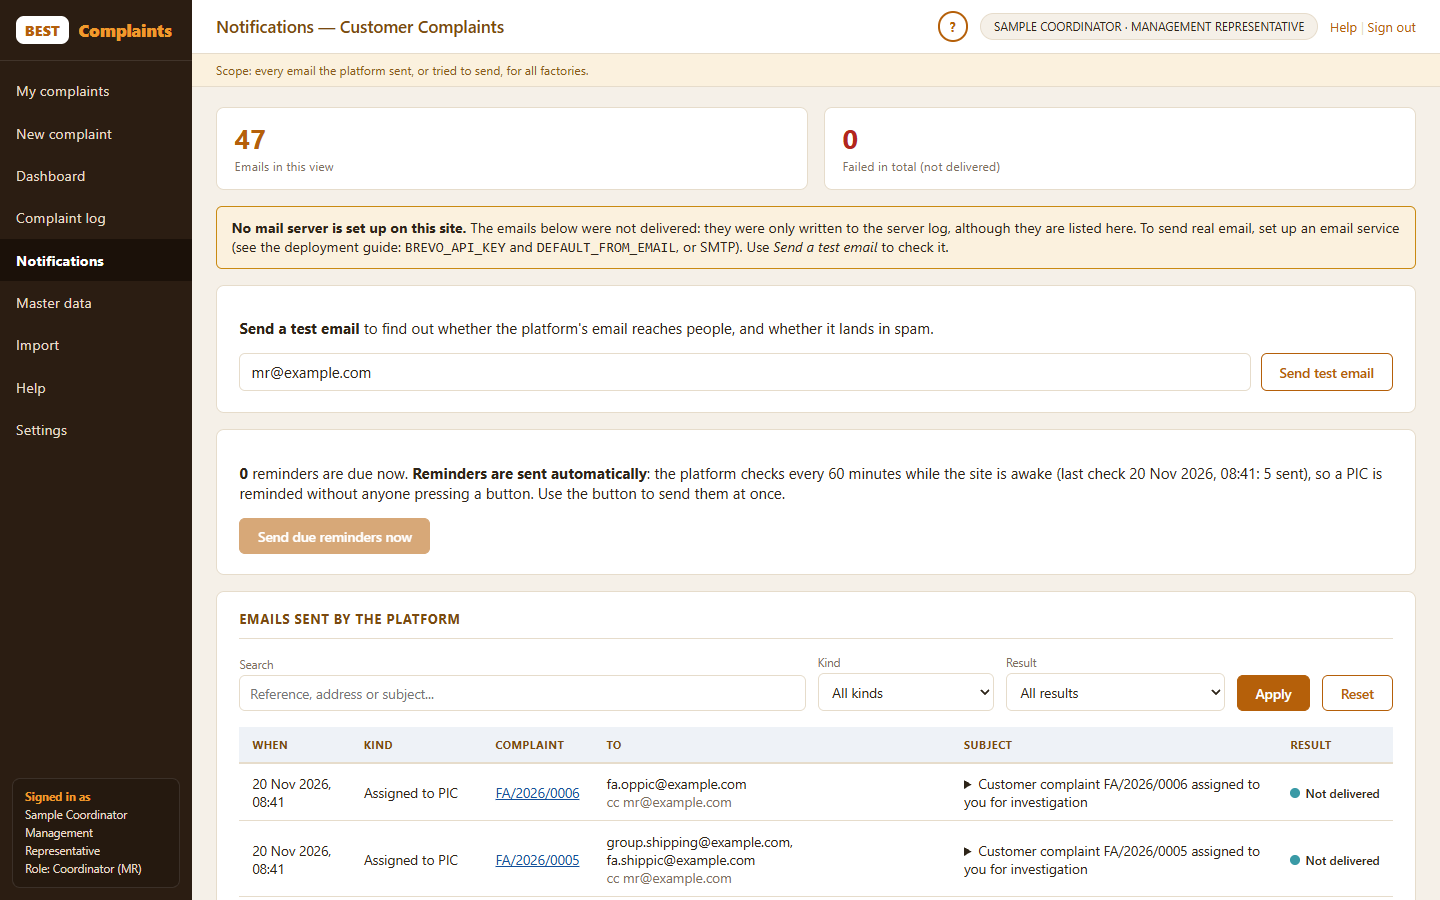 BEST Complaints
My complaints
New complaint
Dashboard
Complaint log
Notifications
Master data
Import
Help
Settings
Signed in as
Sample Coordinator
Management
Representative
Role: Coordinator (MR)
Notifications — Customer Complaints
?
SAMPLE COORDINATOR · MANAGEMENT REPRESENTATIVE
Help | Sign out
Scope: every email the platform sent, or tried to send, for all factories.
47
Emails in this view
0
Failed in total (not delivered)
No mail server is set up on this site. The emails below were not delivered: they were only written to the server log, although they are listed here. To send real email, set up an email service
(see the deployment guide: BREVO_API_KEY and DEFAULT_FROM_EMAIL, or SMTP). Use Send a test email to check it.
Send a test email to find out whether the platform's email reaches people, and whether it lands in spam.
mr@example.com
Send test email
0 reminders are due now. Reminders are sent automatically: the platform checks every 60 minutes while the site is awake (last check 20 Nov 2026, 08:41: 5 sent), so a PIC is
reminded without anyone pressing a button. Use the button to send them at once.
Send due reminders now
EMAILS SENT BY THE PLATFORM
Search
Kind
Result
Reference, address or subject...
All kinds
All results
Apply
Reset
WHEN KIND COMPLAINT TO SUBJECT RESULT
20 Nov 2026,
08:41
Assigned to PIC
FA/2026/0006
fa.oppic@example.com
cc mr@example.com
▶ Customer complaint FA/2026/0006 assigned to
you for investigation
Not delivered
20 Nov 2026,
08:41
Assigned to PIC
FA/2026/0005
group.shipping@example.com,
fa.shippic@example.com
cc mr@example.com
▶ Customer complaint FA/2026/0005 assigned to
you for investigation
Not delivered